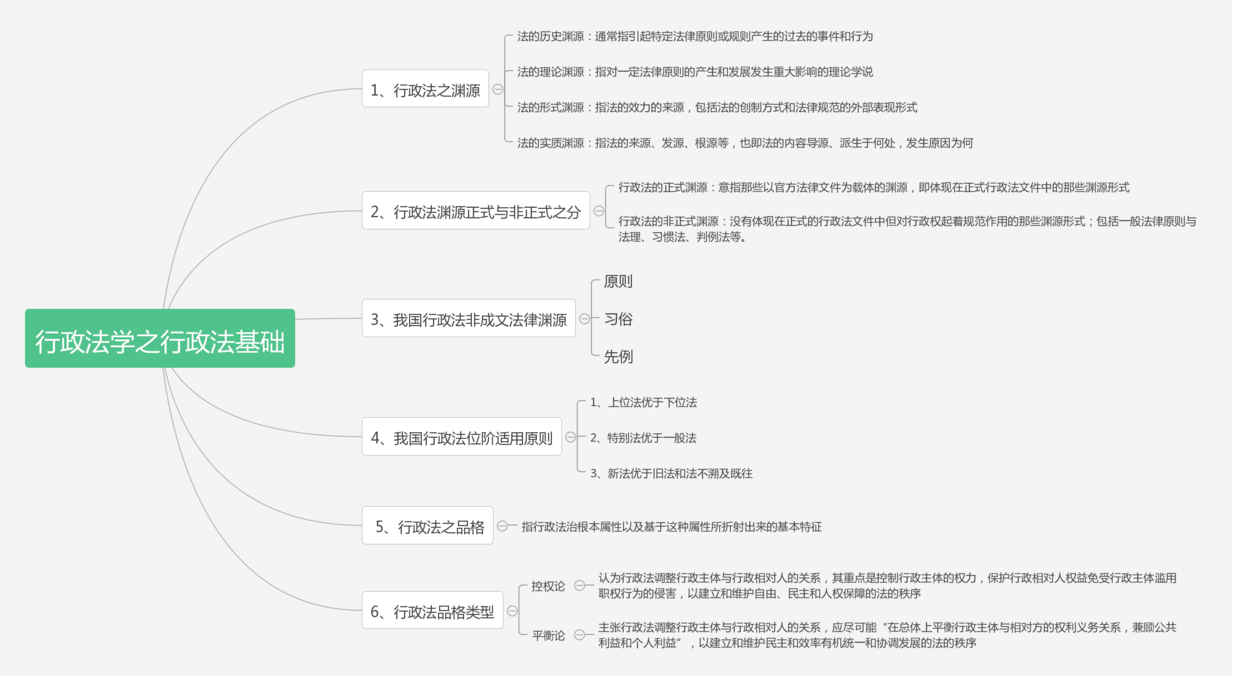 行政法学之行政法基础
1、行政法之渊源
法的历史渊源：通常指引起特定法律原则或规则产生的过去的事件和行为
法的理论渊源：指对一定法律原则的产生和发展发生重大影响的理论学说
法的形式渊源：指法的效力的来源，包括法的创制方式和法律规范的外部表现形式
法的实质渊源：指法的来源、发源、根源等，也即法的内容导源、派生于何处，发生原因为何
2、行政法渊源正式与非正式之分
行政法的正式渊源：意指那些以官方法律文件为载体的渊源，即体现在正式行政法文件中的那些渊源形式
行政法的非正式渊源：没有体现在正式的行政法文件中但对行政权起着规范作用的那些渊源形式；包括一般法律原则与
法理、习惯法、判例法等。
3、我国行政法非成文法律渊源
原则
习俗
先例
4、我国行政法位阶适用原则
1、上位法优于下位法
2、特别法优于一般法
3、新法优于旧法和法不溯及既往
5、行政法之品格
指行政法治根本属性以及基于这种属性所折射出来的基本特征
6、行政法品格类型
控权论
认为行政法调整行政主体与行政相对人的关系，其重点是控制行政主体的权力，保护行政相对人权益免受行政主体滥用
职权行为的侵害，以建立和维护自由、民主和人权保障的法的秩序
平衡论
主张行政法调整行政主体与行政相对人的关系，应尽可能“在总体上平衡行政主体与相对方的权利义务关系，兼顾公共
利益和个人利益”，以建立和维护民主和效率有机统一和协调发展的法的秩序